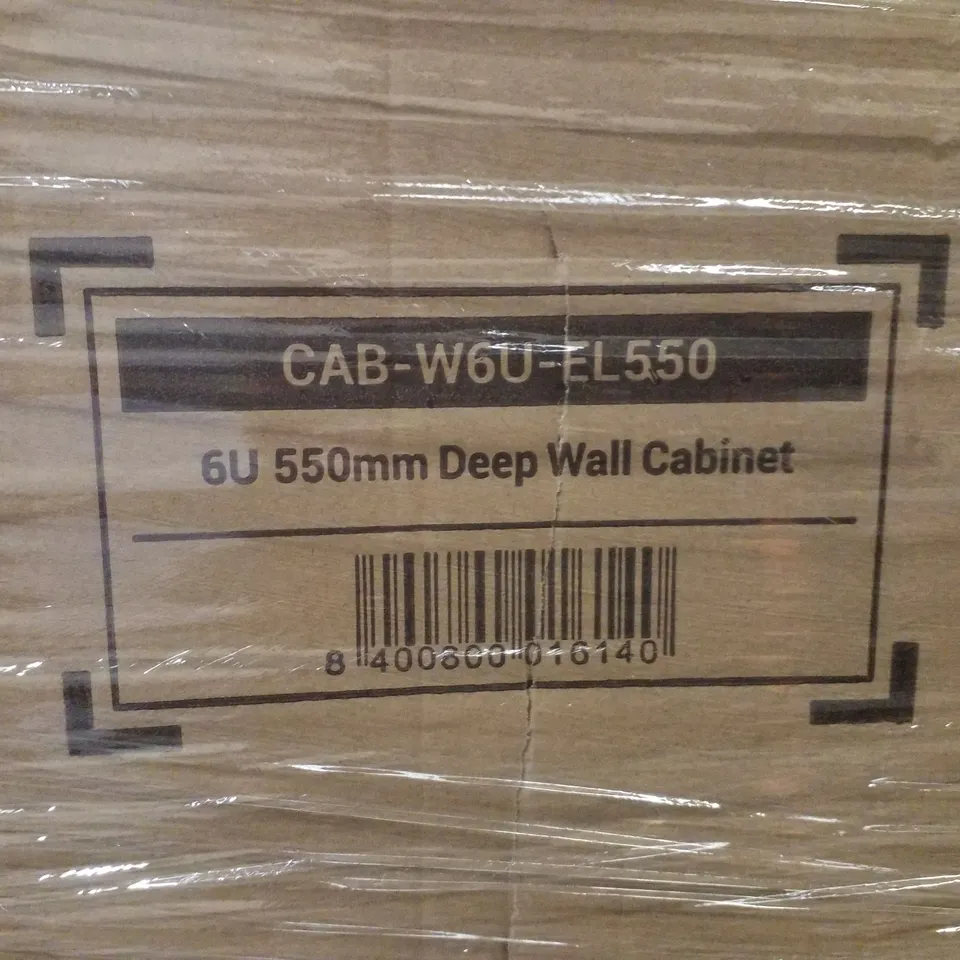 CAB-W6U-EL550
6U 550mm Deep Wall Cabinet
8 400800 016140